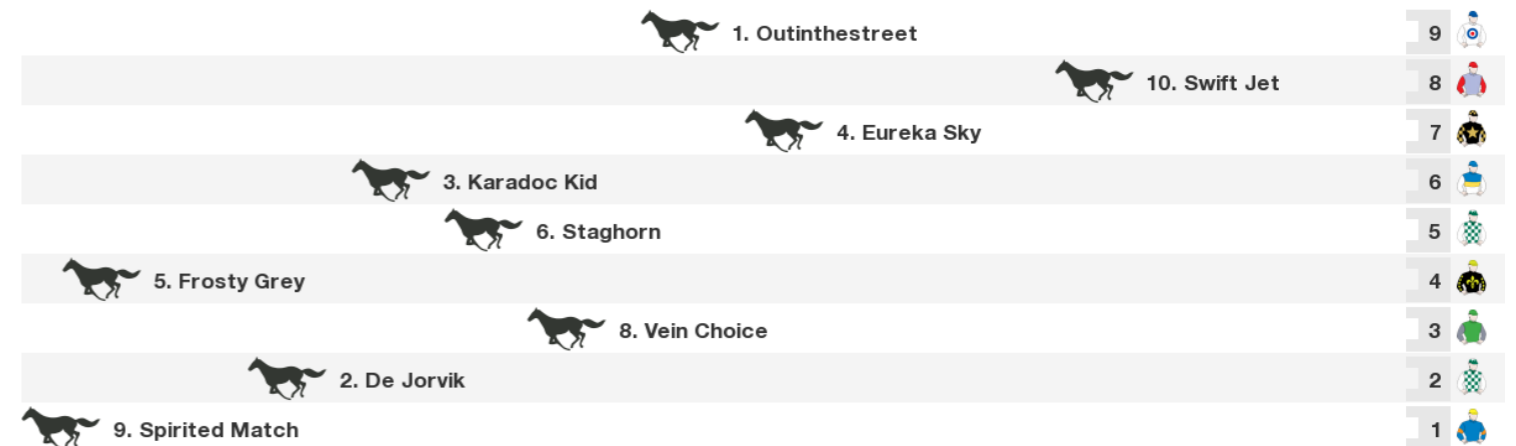 1. Outinthestreet 9
10. Swift Jet 8
4. Eureka Sky 7
3. Karadoc Kid 6
6. Staghorn 5
5. Frosty Grey 4
8. Vein Choice 3
2. De Jorvik 2
9. Spirited Match 1